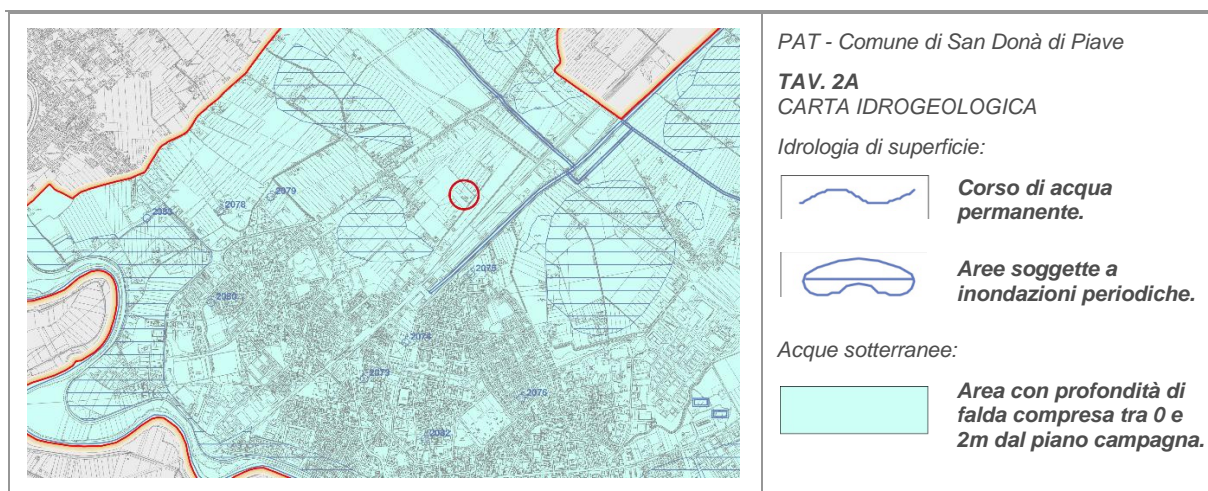 PAT - Comune di San Donà di Piave
TAV. 2A
CARTA IDROGEOLOGICA
Idrologia di superficie:
Corso di acqua
permanente.
Aree soggette a
inondazioni periodiche.
Acque sotterranee:
Area con profondità di
falda compresa tra 0 e
2m dal piano campagna.
2079
2078
2080
2074
2073
2082